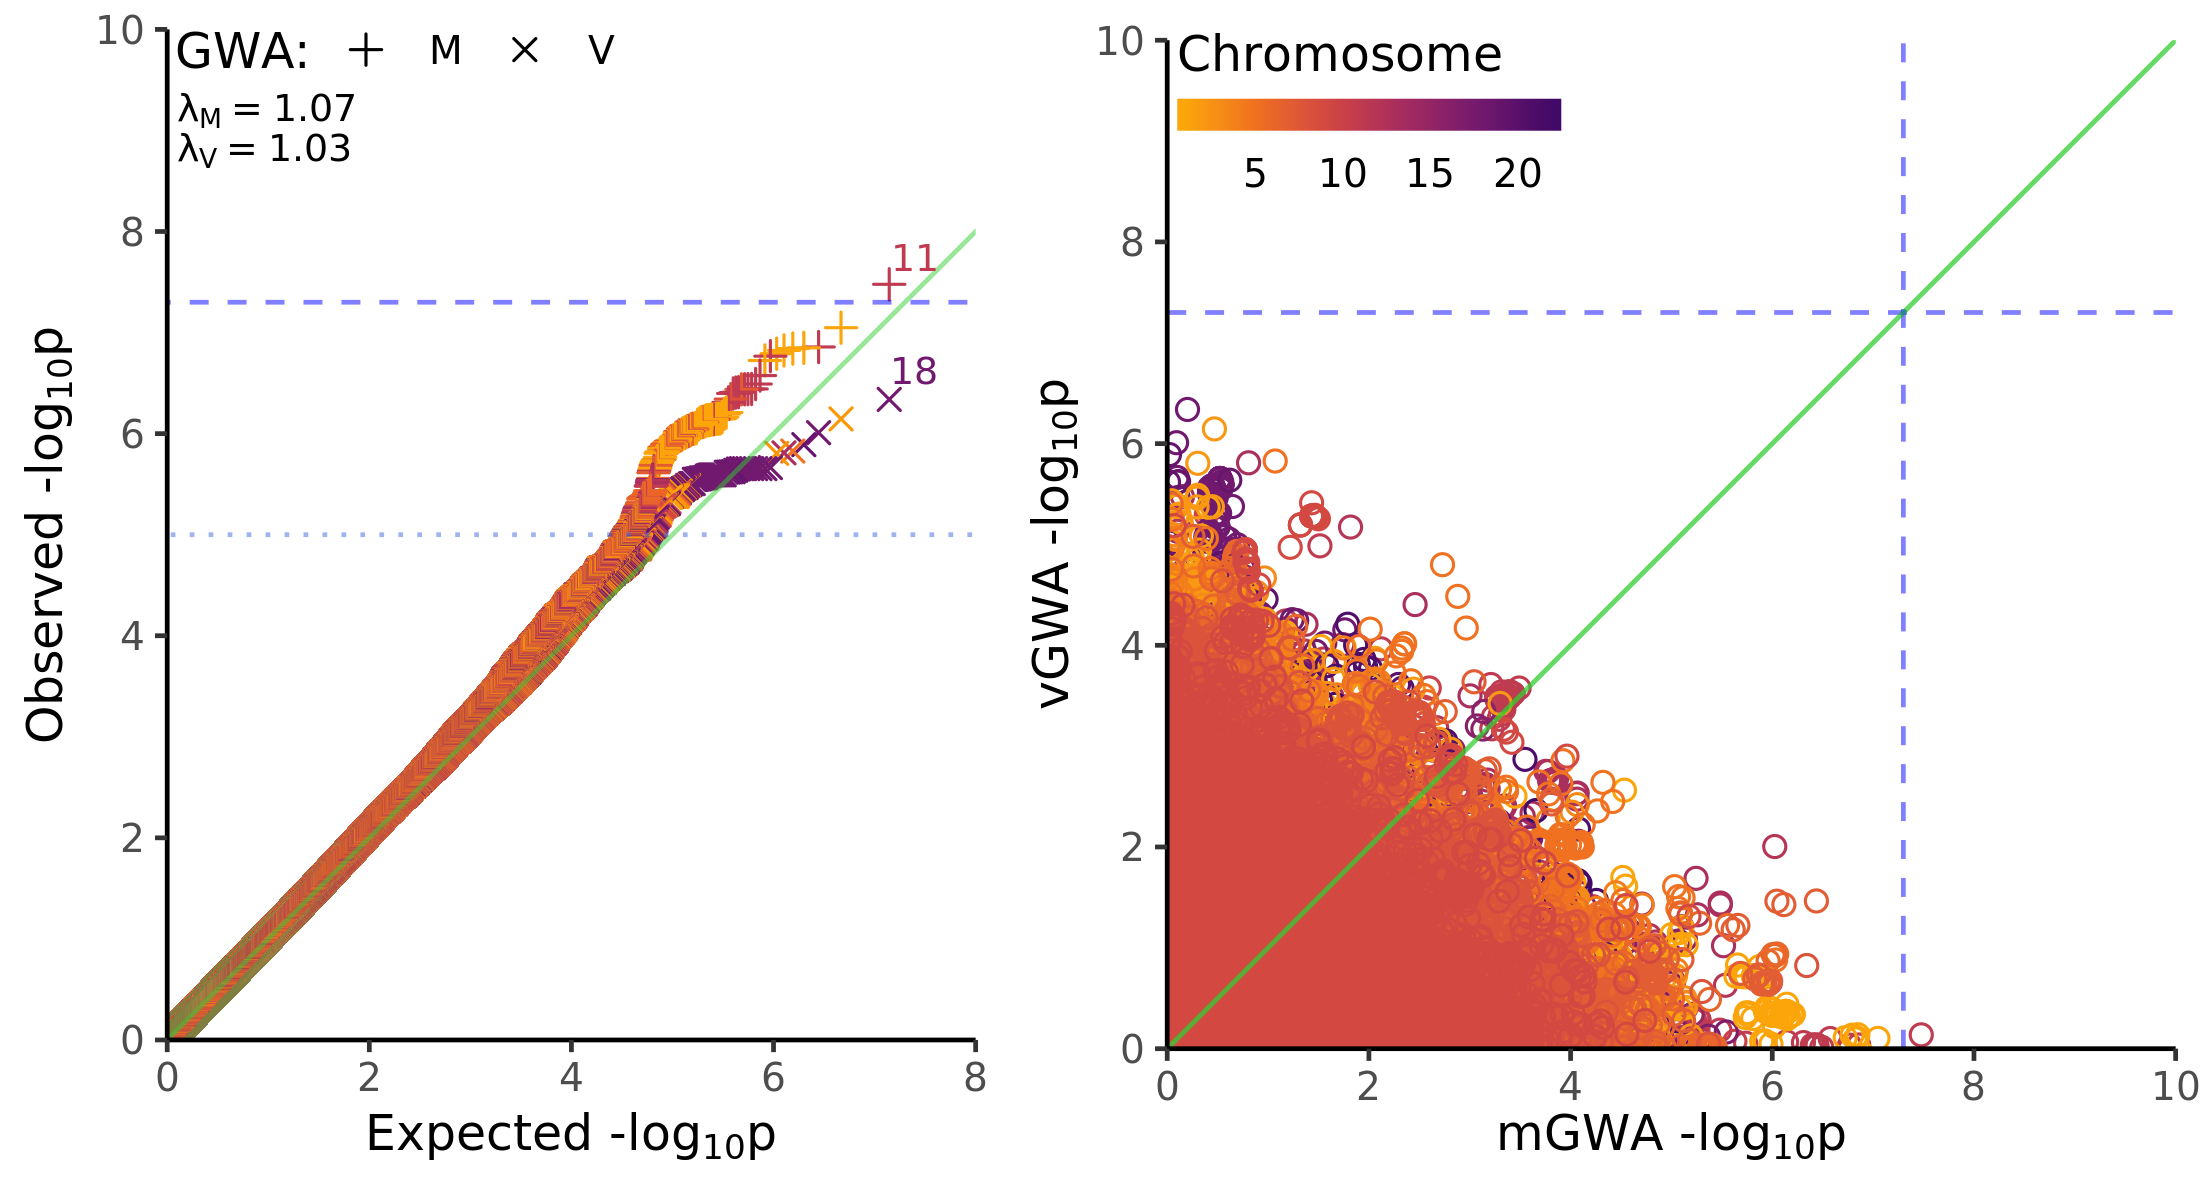 GWA: + M × V
λM = 1.07
λV = 1.03
10
8
6
4
2
0
0 2 4 6 8
11
18
Observed -log10p
Expected -log10p
Chromosome
5 10 15 20
10
8
6
4
2
0
0 2 4 6 8 10
vGWA -log10p
mGWA -log10p